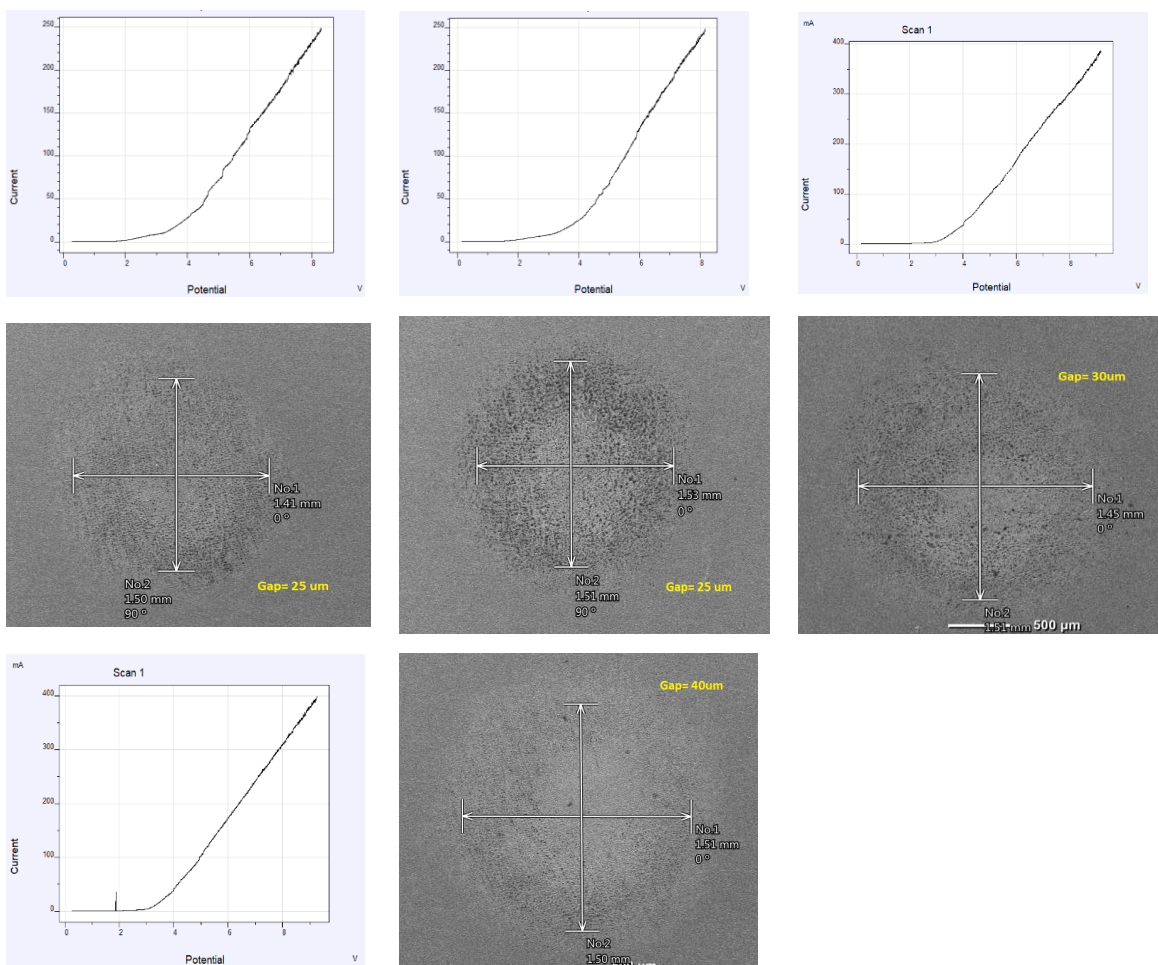 250
200
150
100
50
0
Current
0 2 4 6 8
Potential V
250
200
150
100
50
0
Current
0 2 4 6 8
Potential V
mA Scan 1
400
300
200
100
0
Current
0 2 4 6 8
Potential V
No.1
1.41 mm
0 °
No.2
1.50 mm
90 °
Gap= 25 um
No.1
1.53 mm
0 °
No.2
1.51 mm
90 °
Gap= 25 um
Gap= 30um
No.1
1.45 mm
0 °
No.2
1.51 mm 500 µm
mA
Scan 1
400
300
200
100
0
Current
0 2 4 6 8
Potential V
Gap= 40um
No.1
1.51 mm
0 °
No.2
1.50 mm